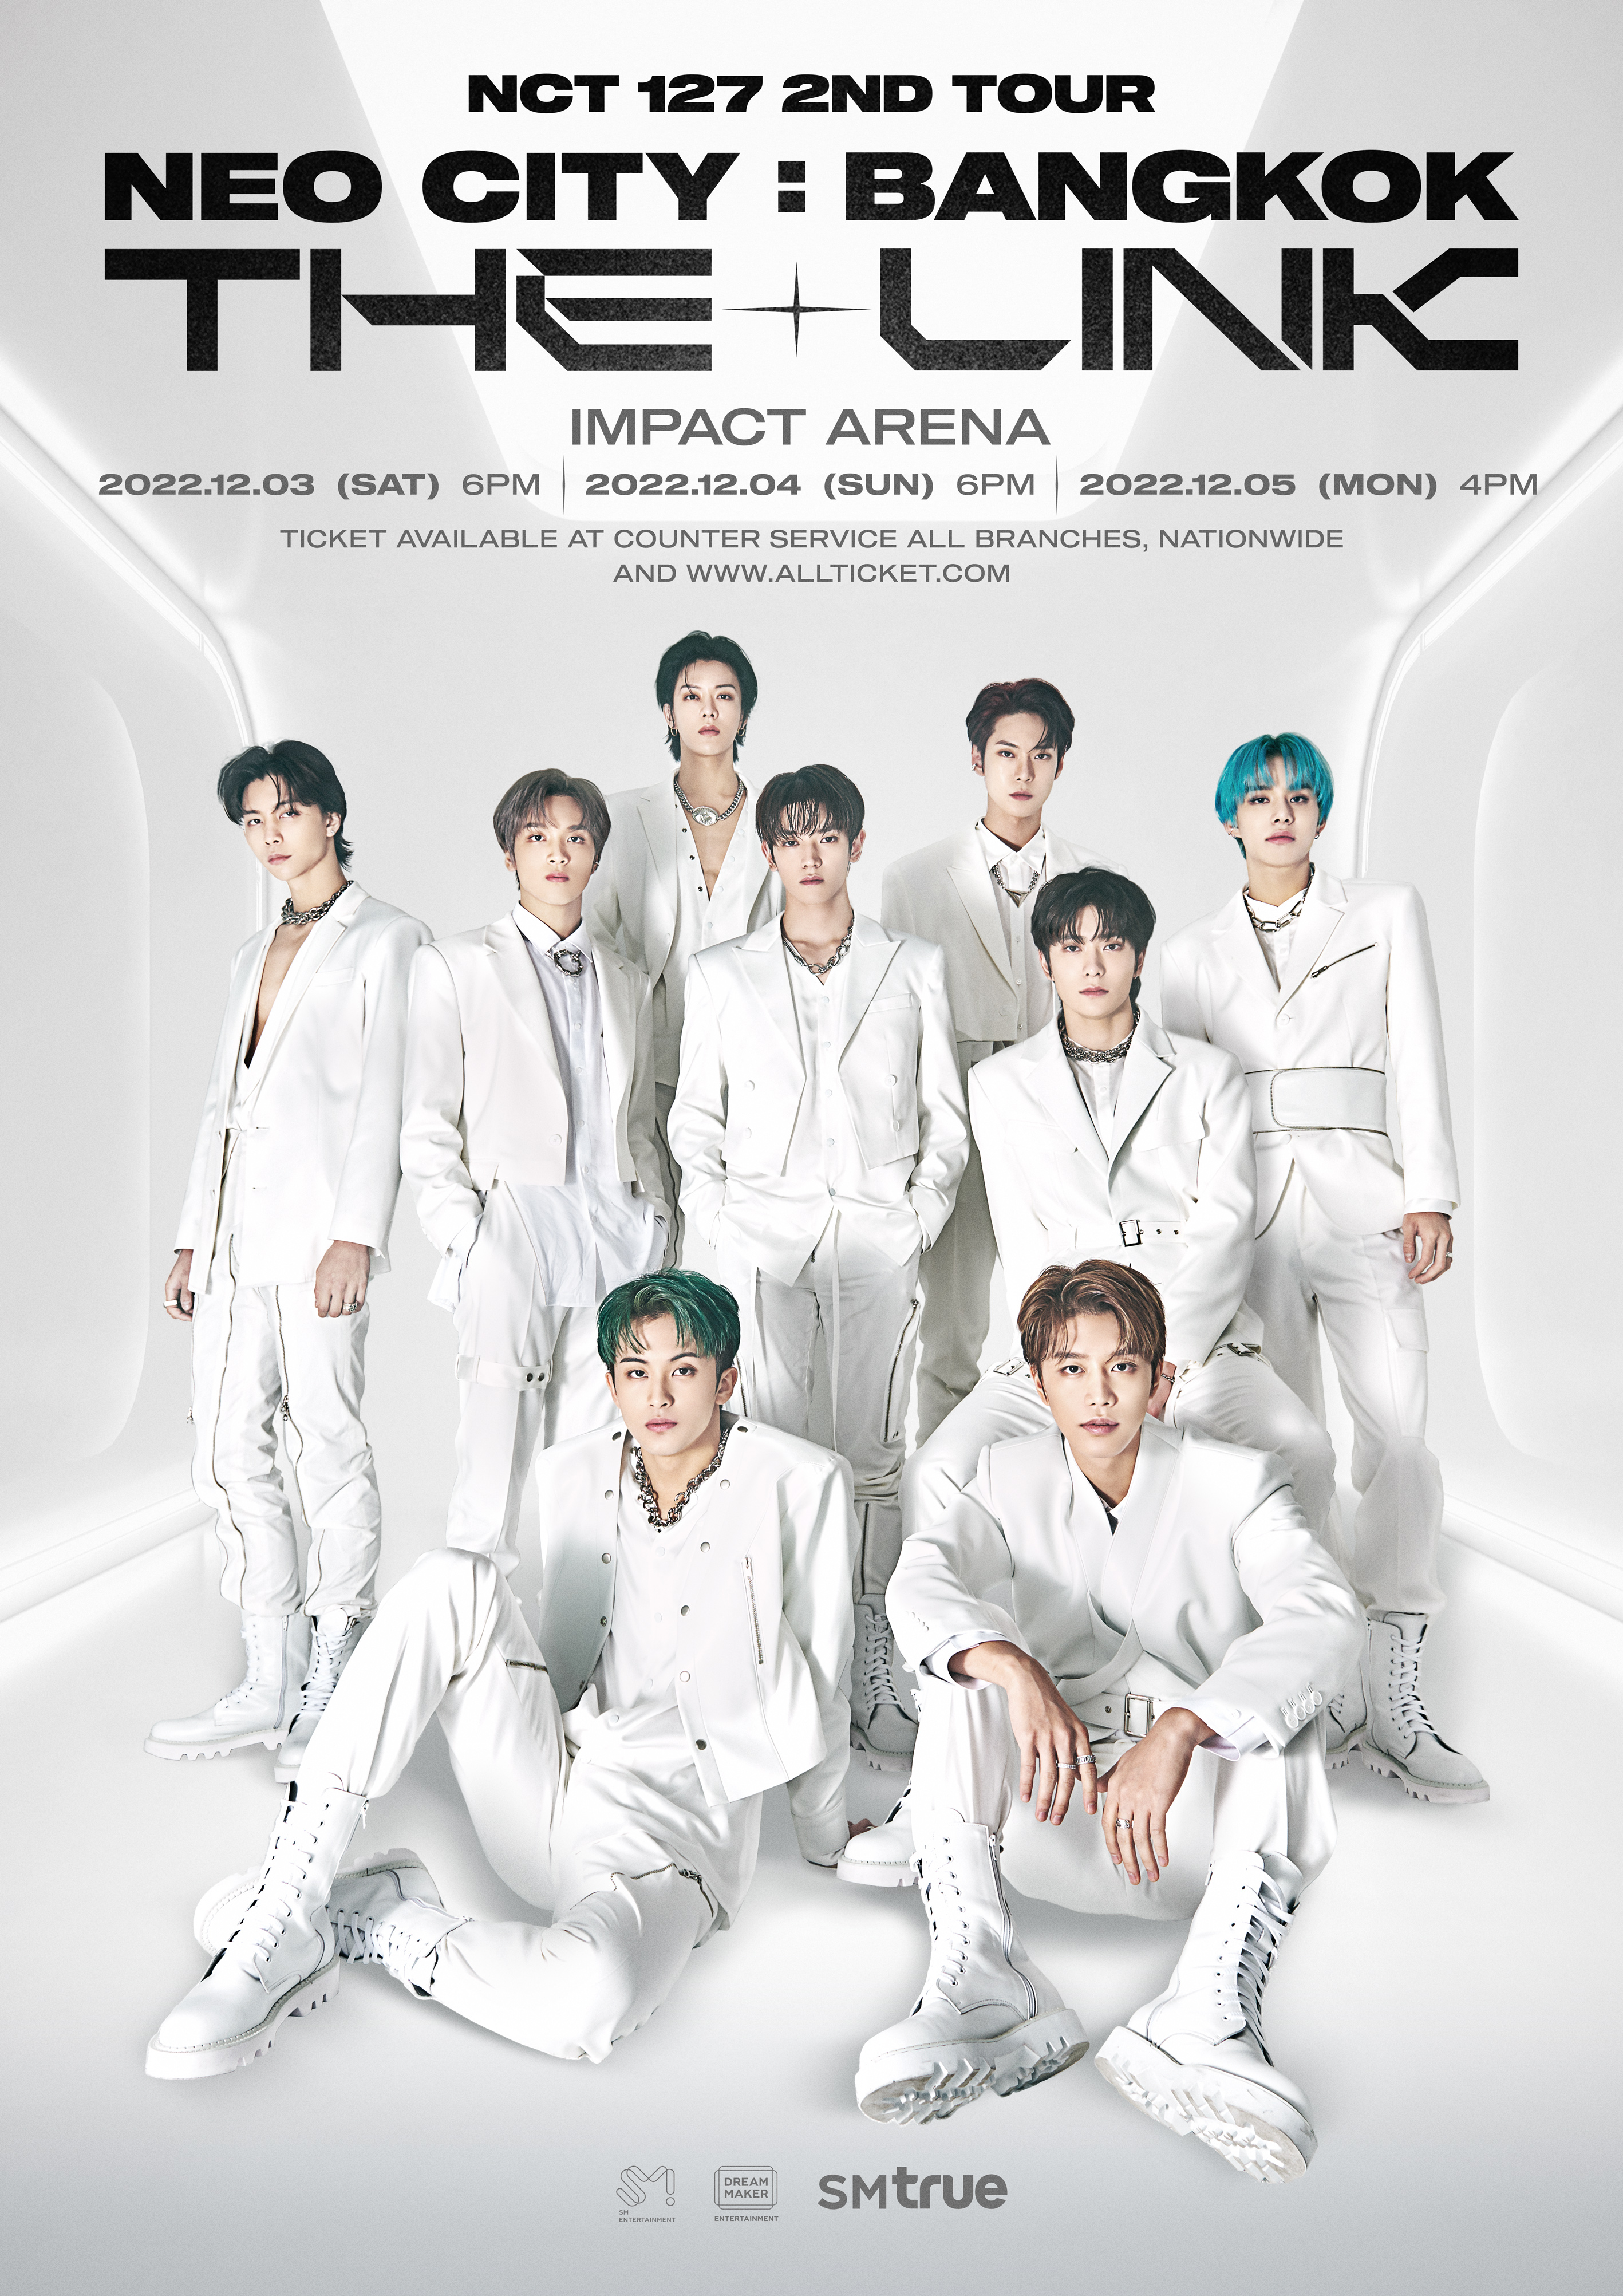 NCT 127 2ND TOUR
NEO CITY : BANGKOK
THE LINK
IMPACT ARENA
2022.12.03 (SAT) 6PM | 2022.12.04 (SUN) 6PM | 2022.12.05 (MON) 4PM
TICKET AVAILABLE AT COUNTER SERVICE ALL BRANCHES, NATIONWIDE
AND WWW.ALLTICKET.COM
SM
ENTERTAINMENT
DREAM
MAKER
ENTERTAINMENT
SMtrue